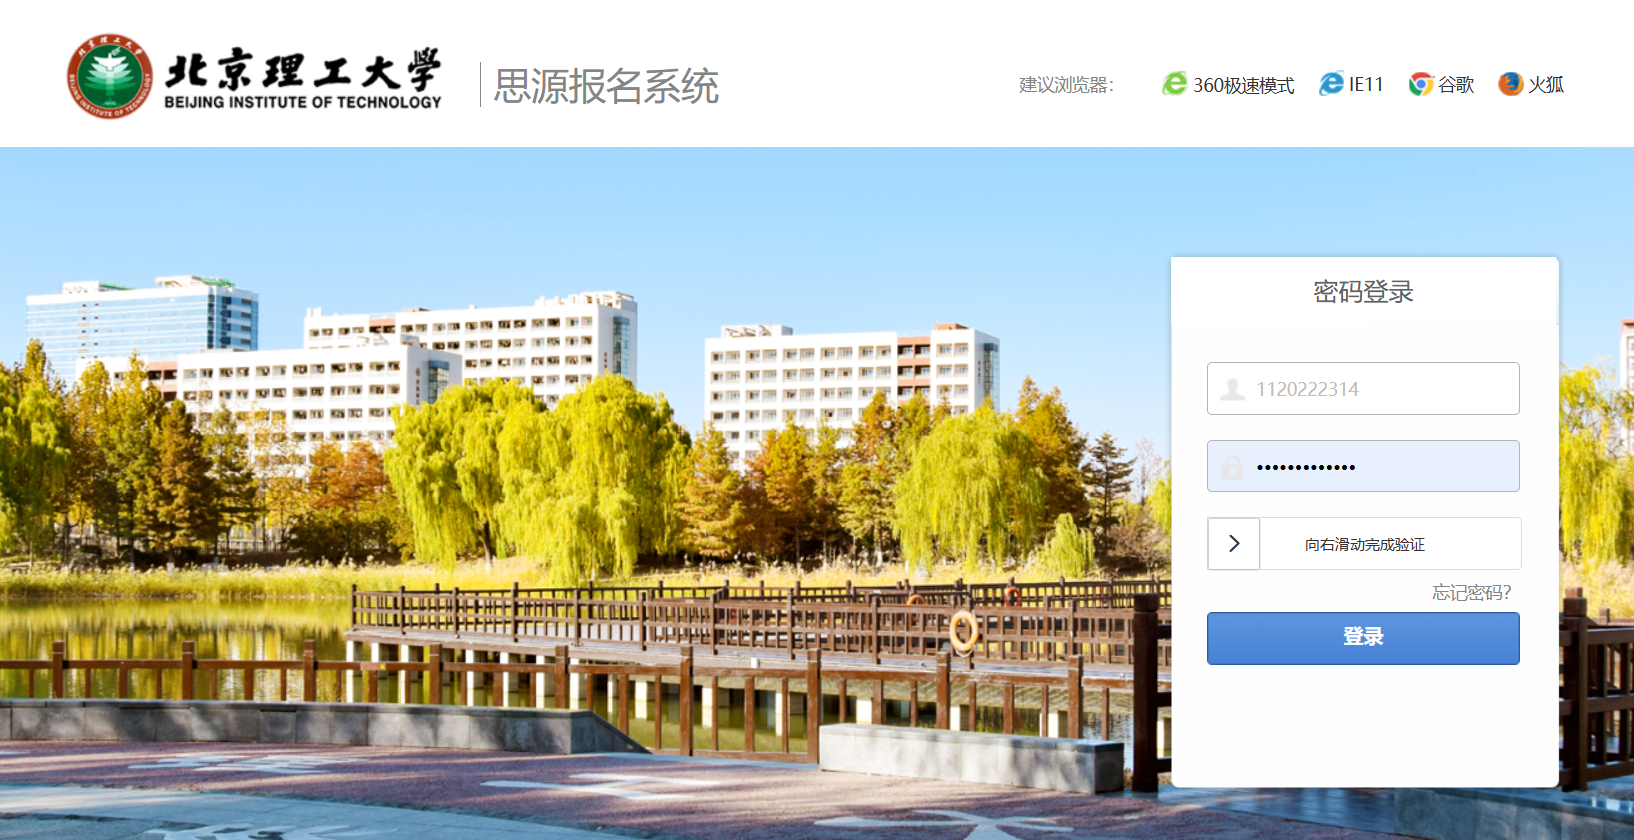 北京理工大学
BEIJING INSTITUTE OF TECHNOLOGY
思源报名系统
建议浏览器：
360极速模式
IE11
谷歌
火狐
密码登录
1120222314
•••••••••••••
向右滑动完成验证
忘记密码?
登录